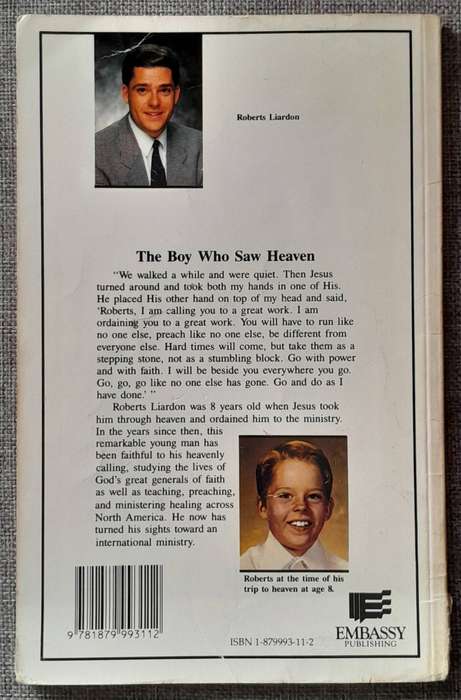 Roberts Liardon
The Boy Who Saw Heaven
"We walked a while and were quiet. Then Jesus
turned around and took both my hands in one of His.
He placed His other hand on top of my head and said,
'Roberts, I am calling you to a great work. I am
ordaining you to a great work. You will have to run like
no one else, preach like no one else, be different from
everyone else. Hard times will come, but take them as a
stepping stone, not as a stumbling block. Go with power
and with faith. I will be beside you everywhere you go.
Go, go, go like no one else has gone. Go and do as I
have done.' "
Roberts Liardon was 8 years old when Jesus took
him through heaven and ordained him to the ministry.
In the years since then, this
remarkable young man has
been faithful to his heavenly
calling, studying the lives of
God's great generals of faith
as well as teaching, preaching,
and ministering healing across
North America. He now has
turned his sights toward an
international ministry.
Roberts at the time of his
trip to heaven at age 8.
9 781879 993112
ISBN 1-879993-11-2
EMBASSY
PUBLISHING